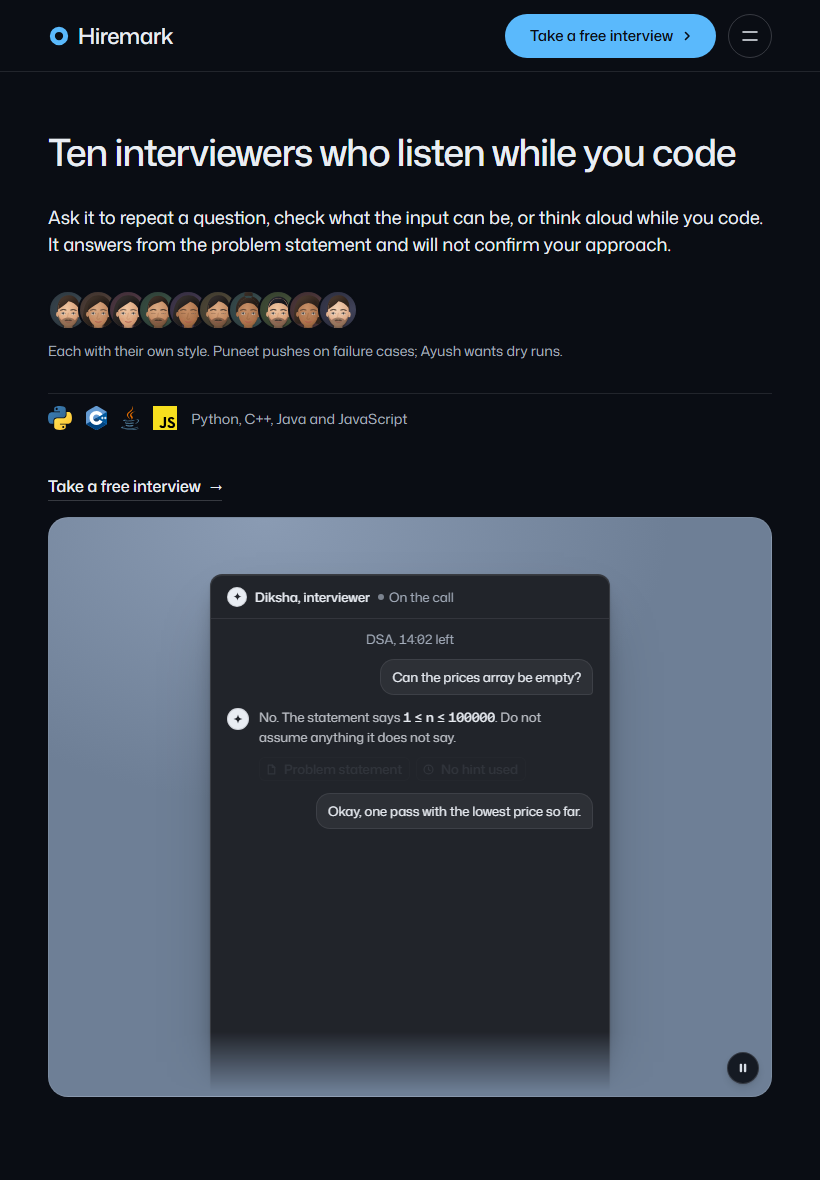 Hiremark
Take a free interview
Ten interviewers who listen while you code
Ask it to repeat a question, check what the input can be, or think aloud while you code.
It answers from the problem statement and will not confirm your approach.
Each with their own style. Puneet pushes on failure cases; Ayush wants dry runs.
JS Python, C++, Java and JavaScript
Take a free interview →
Diksha, interviewer • On the call
DSA, 14:02 left
Can the prices array be empty?
No. The statement says 1 ≤ n ≤ 100000. Do not
assume anything it does not say.
Problem statement No hint used
Okay, one pass with the lowest price so far.